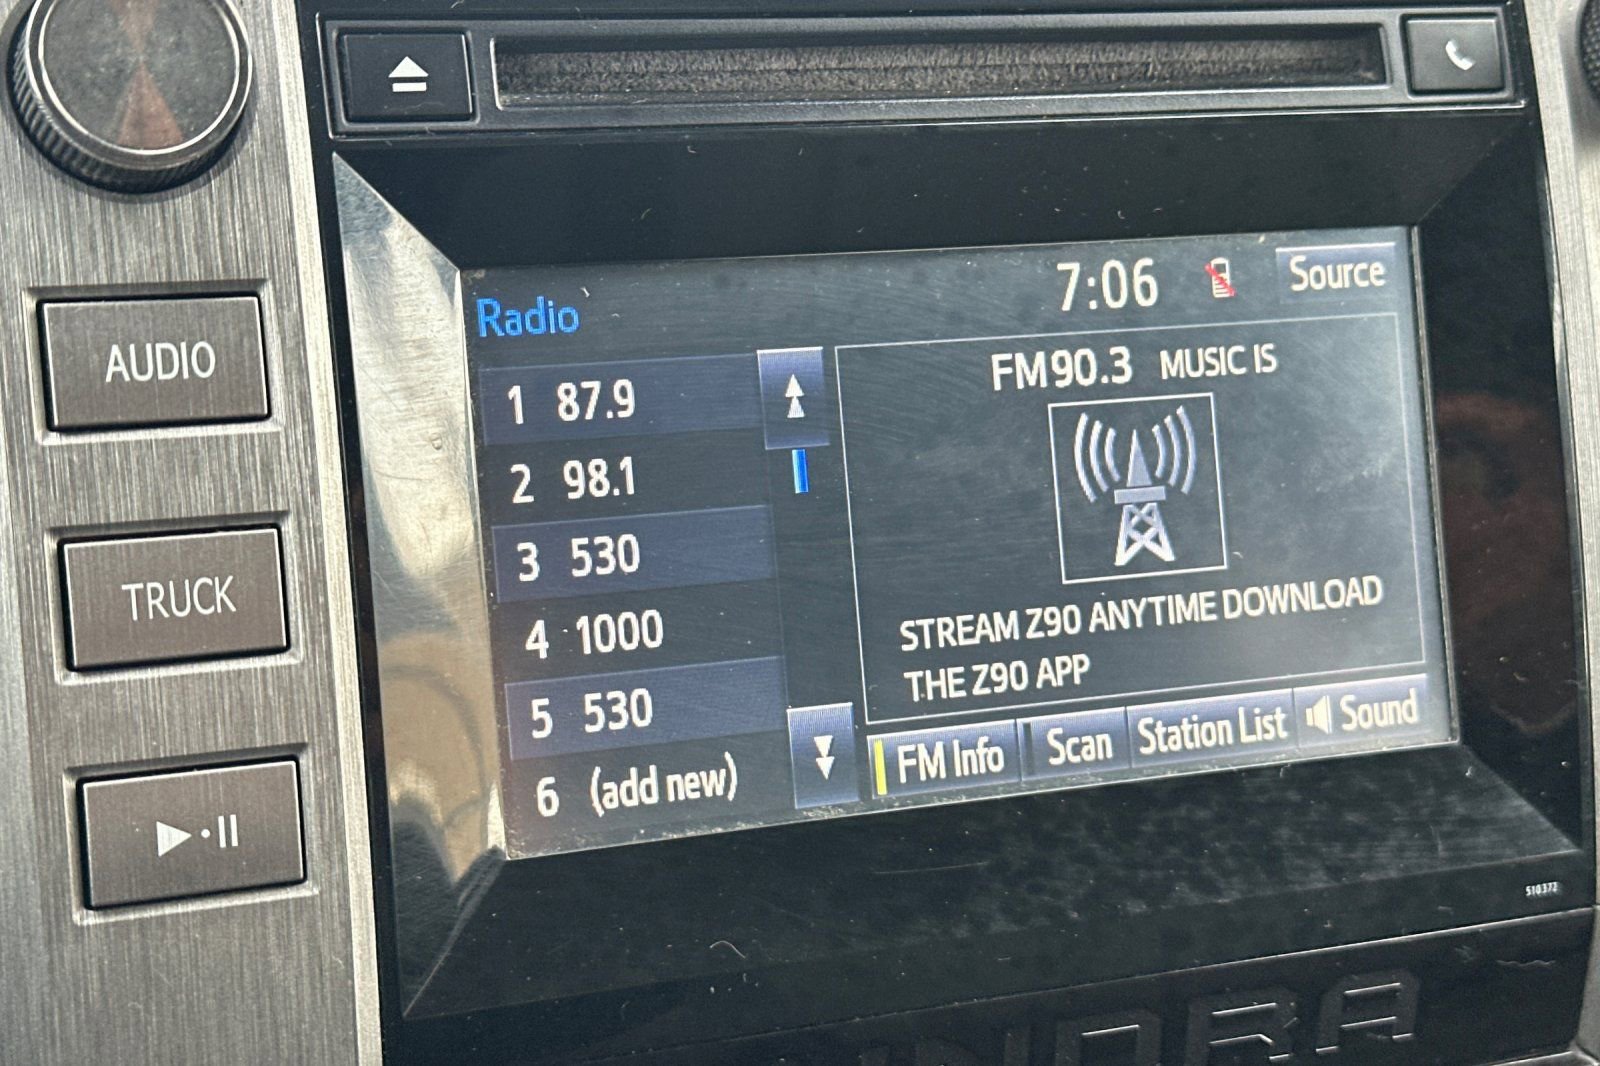 7:06
Source
Radio
1 87.9
2 98.1
3 530
4 1000
5 530
6 (add new)
FM90.3 MUSIC IS
STREAM Z90 ANYTIME DOWNLOAD
THE Z90 APP
FM Info
Scan
Station List
Sound
AUDIO
TRUCK
510372
NDRA